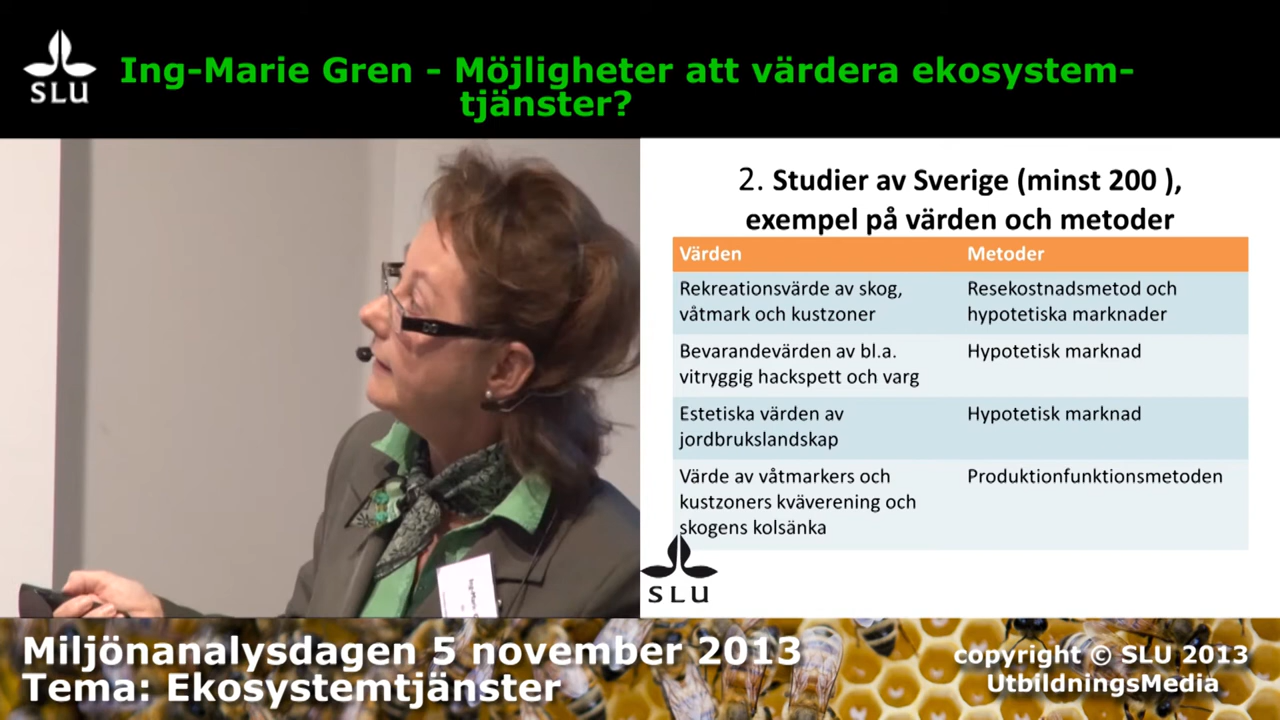 SLU
Ing-Marie Gren - Möjligheter att värdera ekosystem-
tjänster?
2. Studier av Sverige (minst 200 ),
exempel på värden och metoder
Värden Metoder
Rekreationsvärde av skog, Resekostnadsmetod och
våtmark och kustzoner hypotetiska marknader
Bevarandevärden av bl.a. Hypotetisk marknad
vitryggig hackspett och varg
Estetiska värden av Hypotetisk marknad
jordbrukslandskap
Värde av våtmarkers och Produktionfunktionsmetoden
kustzoners kväverening och
skogens kolsänka
SLU
Ing-Marie
Miljönanalysdagen 5 november 2013
Tema: Ekosystemtjänster
copyright © SLU 2013
UtbildningsMedia